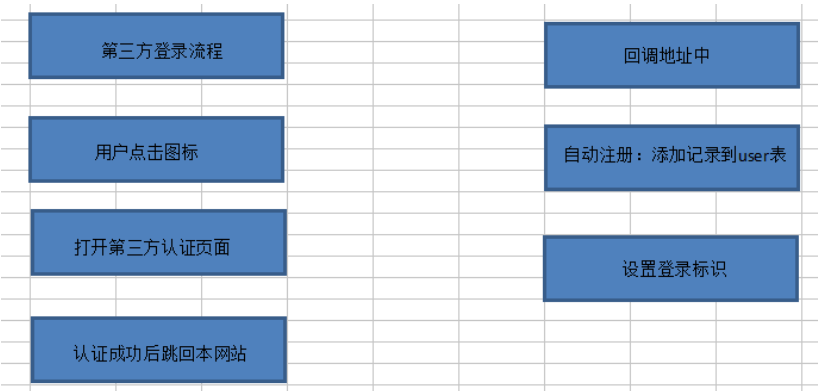 第三方登录流程
用户点击图标
打开第三方认证页面
认证成功后跳回本网站
回调地址中
自动注册：添加记录到user表
设置登录标识